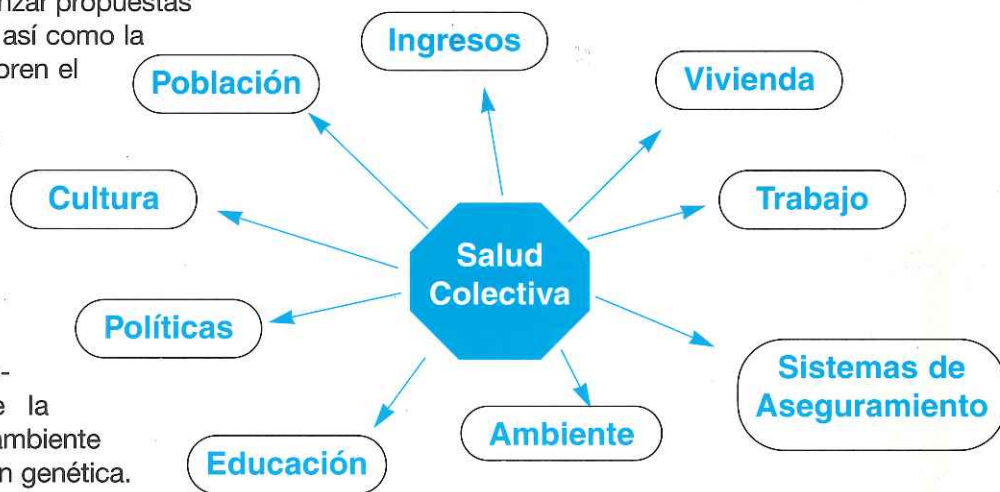 nzar propuestas
así como la
oren el
Ingresos
Población
Vivienda
Cultura
Trabajo
Salud
Colectiva
Políticas
Sistemas de
Aseguramiento
Ambiente
Educación
-
e la
ambiente
n genética.